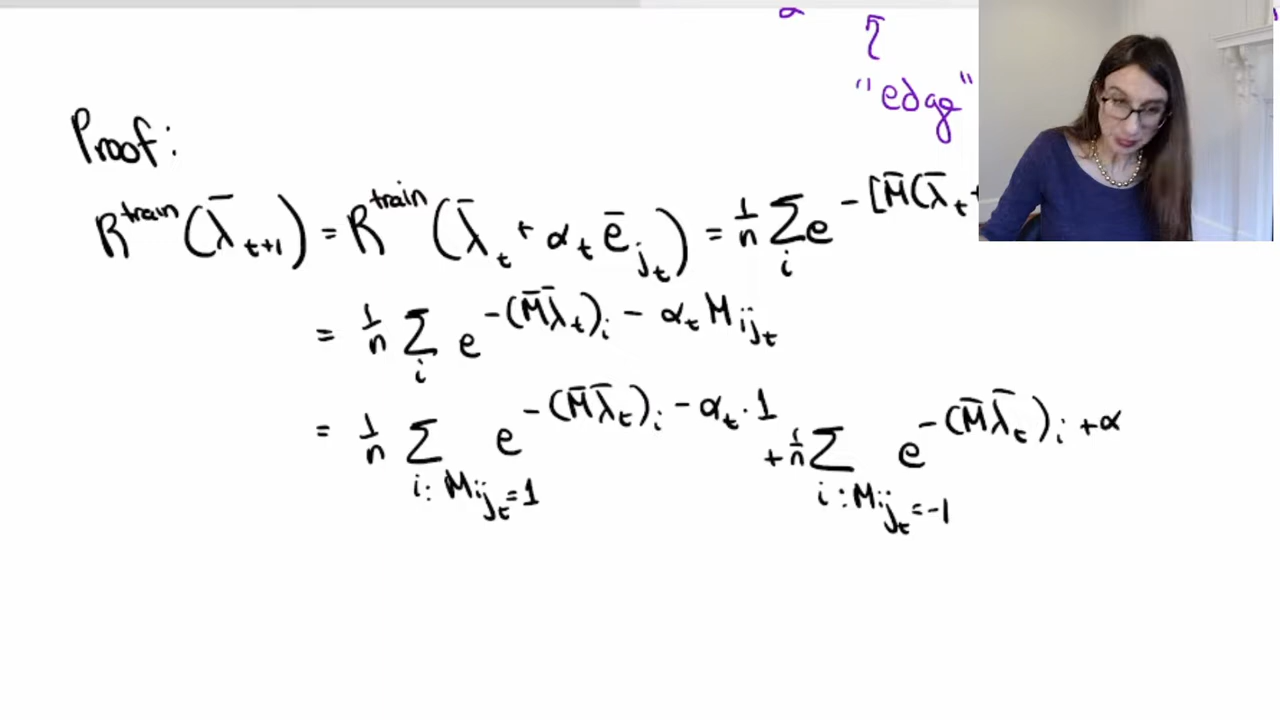 α
"edge"
Proof:
R^train(λ̄_{t+1}) = R^train(λ̄_t + α_t ē_{j_t}) = 1/n Σ_i e^{-[M̄(λ̄_t +
= 1/n Σ_i e^{-(M̄λ̄_t)_i - α_t M_{ij_t}}
= 1/n Σ_{i: M_{ij_t}=1} e^{-(M̄λ̄_t)_i - α_t·1} + 1/n Σ_{i: M_{ij_t}=-1} e^{-(M̄λ̄_t)_i + α}